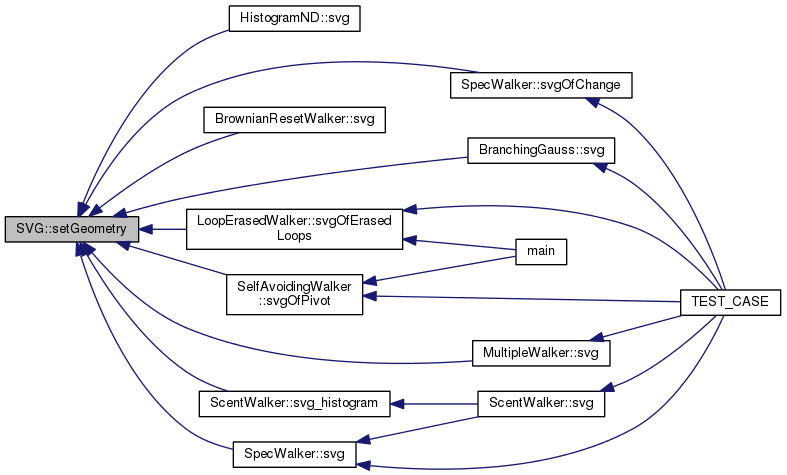 HistogramND::svg
SpecWalker::svgOfChange
BrownianResetWalker::svg
BranchingGauss::svg
SVG::setGeometry
LoopErasedWalker::svgOfErased
Loops
main
SelfAvoidingWalker
::svgOfPivot
TEST_CASE
MultipleWalker::svg
ScentWalker::svg_histogram
ScentWalker::svg
SpecWalker::svg